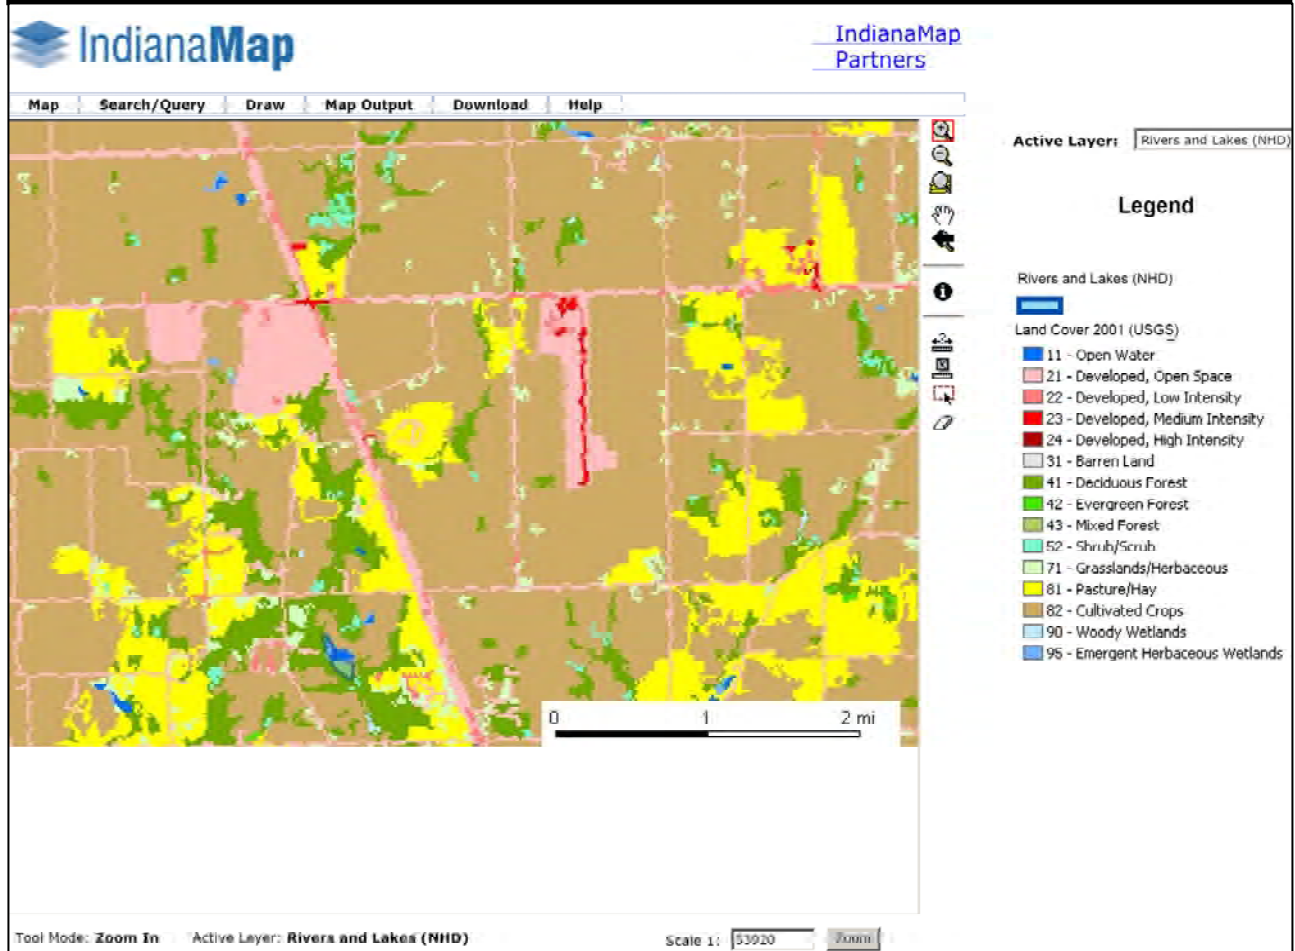 IndianaMap
IndianaMap
Partners
Map Search/Query Draw Map Output Download Help
Active Layer: Rivers and Lakes (NHD)
Legend
Rivers and Lakes (NHD)
Land Cover 2001 (USGS)
11 - Open Water
21 - Developed, Open Space
22 - Developed, Low Intensity
23 - Developed, Medium Intensity
24 - Developed, High Intensity
31 - Barren Land
41 - Deciduous Forest
42 - Evergreen Forest
43 - Mixed Forest
52 - Shrub/Scrub
71 - Grasslands/Herbaceous
81 - Pasture/Hay
82 - Cultivated Crops
90 - Woody Wetlands
95 - Emergent Herbaceous Wetlands
0 1 2 mi
Tool Mode: Zoom In Active Layer: Rivers and Lakes (NHD) Scale 1: 53920 Zoom